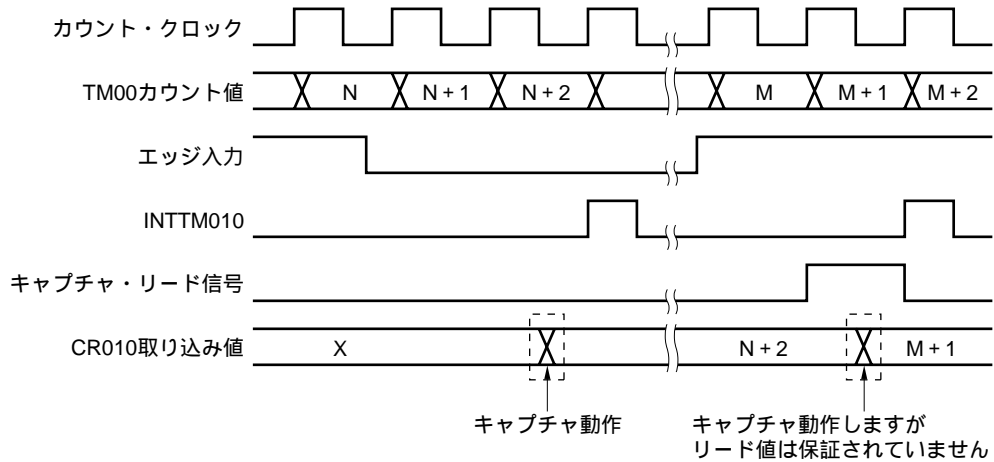 カウント・クロック
TM00カウント値 N N + 1 N + 2 M M + 1 M + 2
エッジ入力
INTTM010
キャプチャ・リード信号
CR010取り込み値 X N + 2 M + 1
キャプチャ動作
キャプチャ動作しますが
リード値は保証されていません